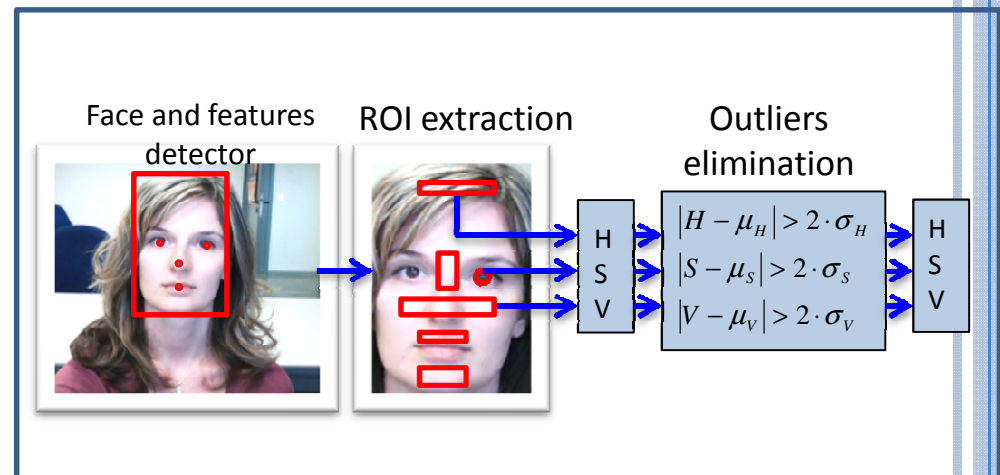 Face and features
detector
ROI extraction
Outliers
elimination
H
S
V
|H − μ_H| > 2 · σ_H
|S − μ_S| > 2 · σ_S
|V − μ_V| > 2 · σ_V
H
S
V